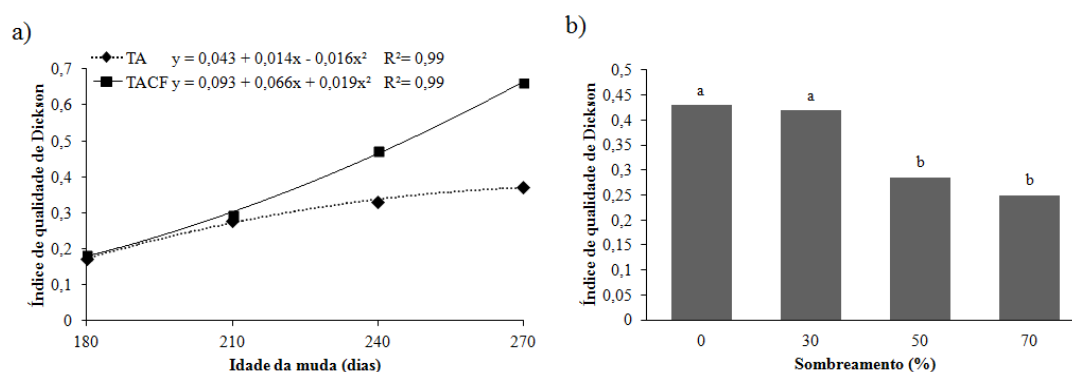 a)
TA y = 0,043 + 0,014x - 0,016x² R²= 0,99
TACF y = 0,093 + 0,066x + 0,019x² R²= 0,99
Índice de qualidade de Dickson
0,7
0,6
0,5
0,4
0,3
0,2
0,1
0
180 210 240 270
Idade da muda (dias)
b)
Índice de qualidade de Dickson
0,5
0,45
0,4
0,35
0,3
0,25
0,2
0,15
0,1
0,05
0
a a b b
0 30 50 70
Sombreamento (%)